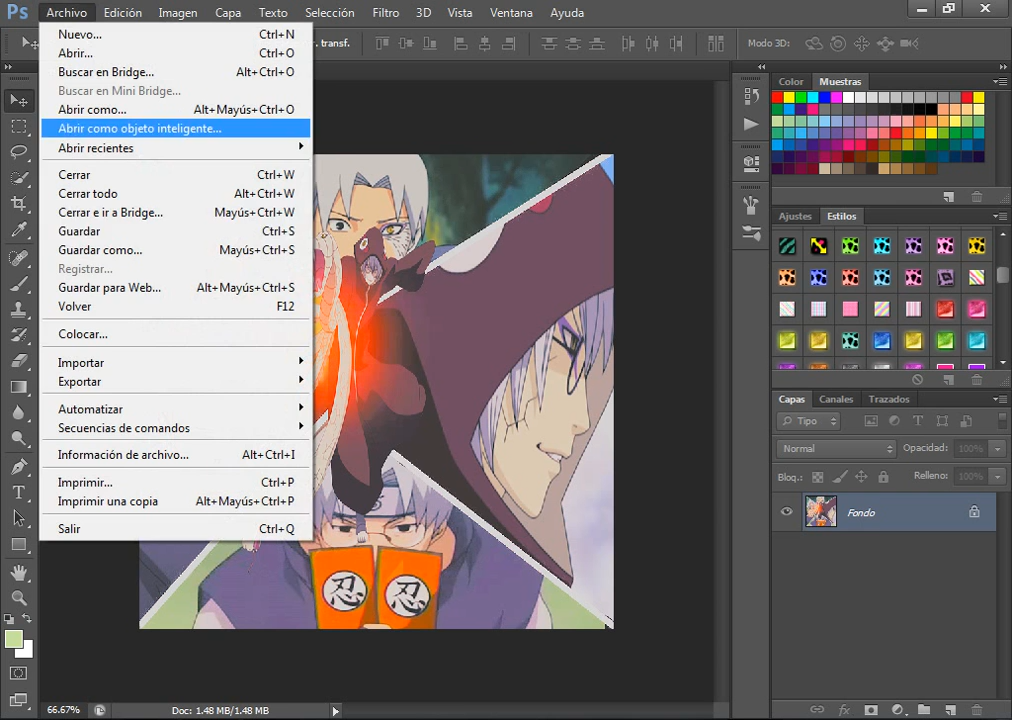 Ps Archivo Edición Imagen Capa Texto Selección Filtro 3D Vista Ventana Ayuda
. transf. Modo 3D:
Nuevo... Ctrl+N
Abrir... Ctrl+O
Buscar en Bridge... Alt+Ctrl+O
Buscar en Mini Bridge...
Abrir como... Alt+Mayús+Ctrl+O
Abrir como objeto inteligente...
Abrir recientes
Cerrar Ctrl+W
Cerrar todo Alt+Ctrl+W
Cerrar e ir a Bridge... Mayús+Ctrl+W
Guardar Ctrl+S
Guardar como... Mayús+Ctrl+S
Registrar...
Guardar para Web... Alt+Mayús+Ctrl+S
Volver F12
Colocar...
Importar
Exportar
Automatizar
Secuencias de comandos
Información de archivo... Alt+Ctrl+I
Imprimir... Ctrl+P
Imprimir una copia Alt+Mayús+Ctrl+P
Salir Ctrl+Q
忍 忍
66.67% Doc: 1.48 MB/1.48 MB
Color Muestras
Ajustes Estilos
Capas Canales Trazados
Tipo
Normal Opacidad: 100%
Bloq.: Relleno: 100%
Fondo